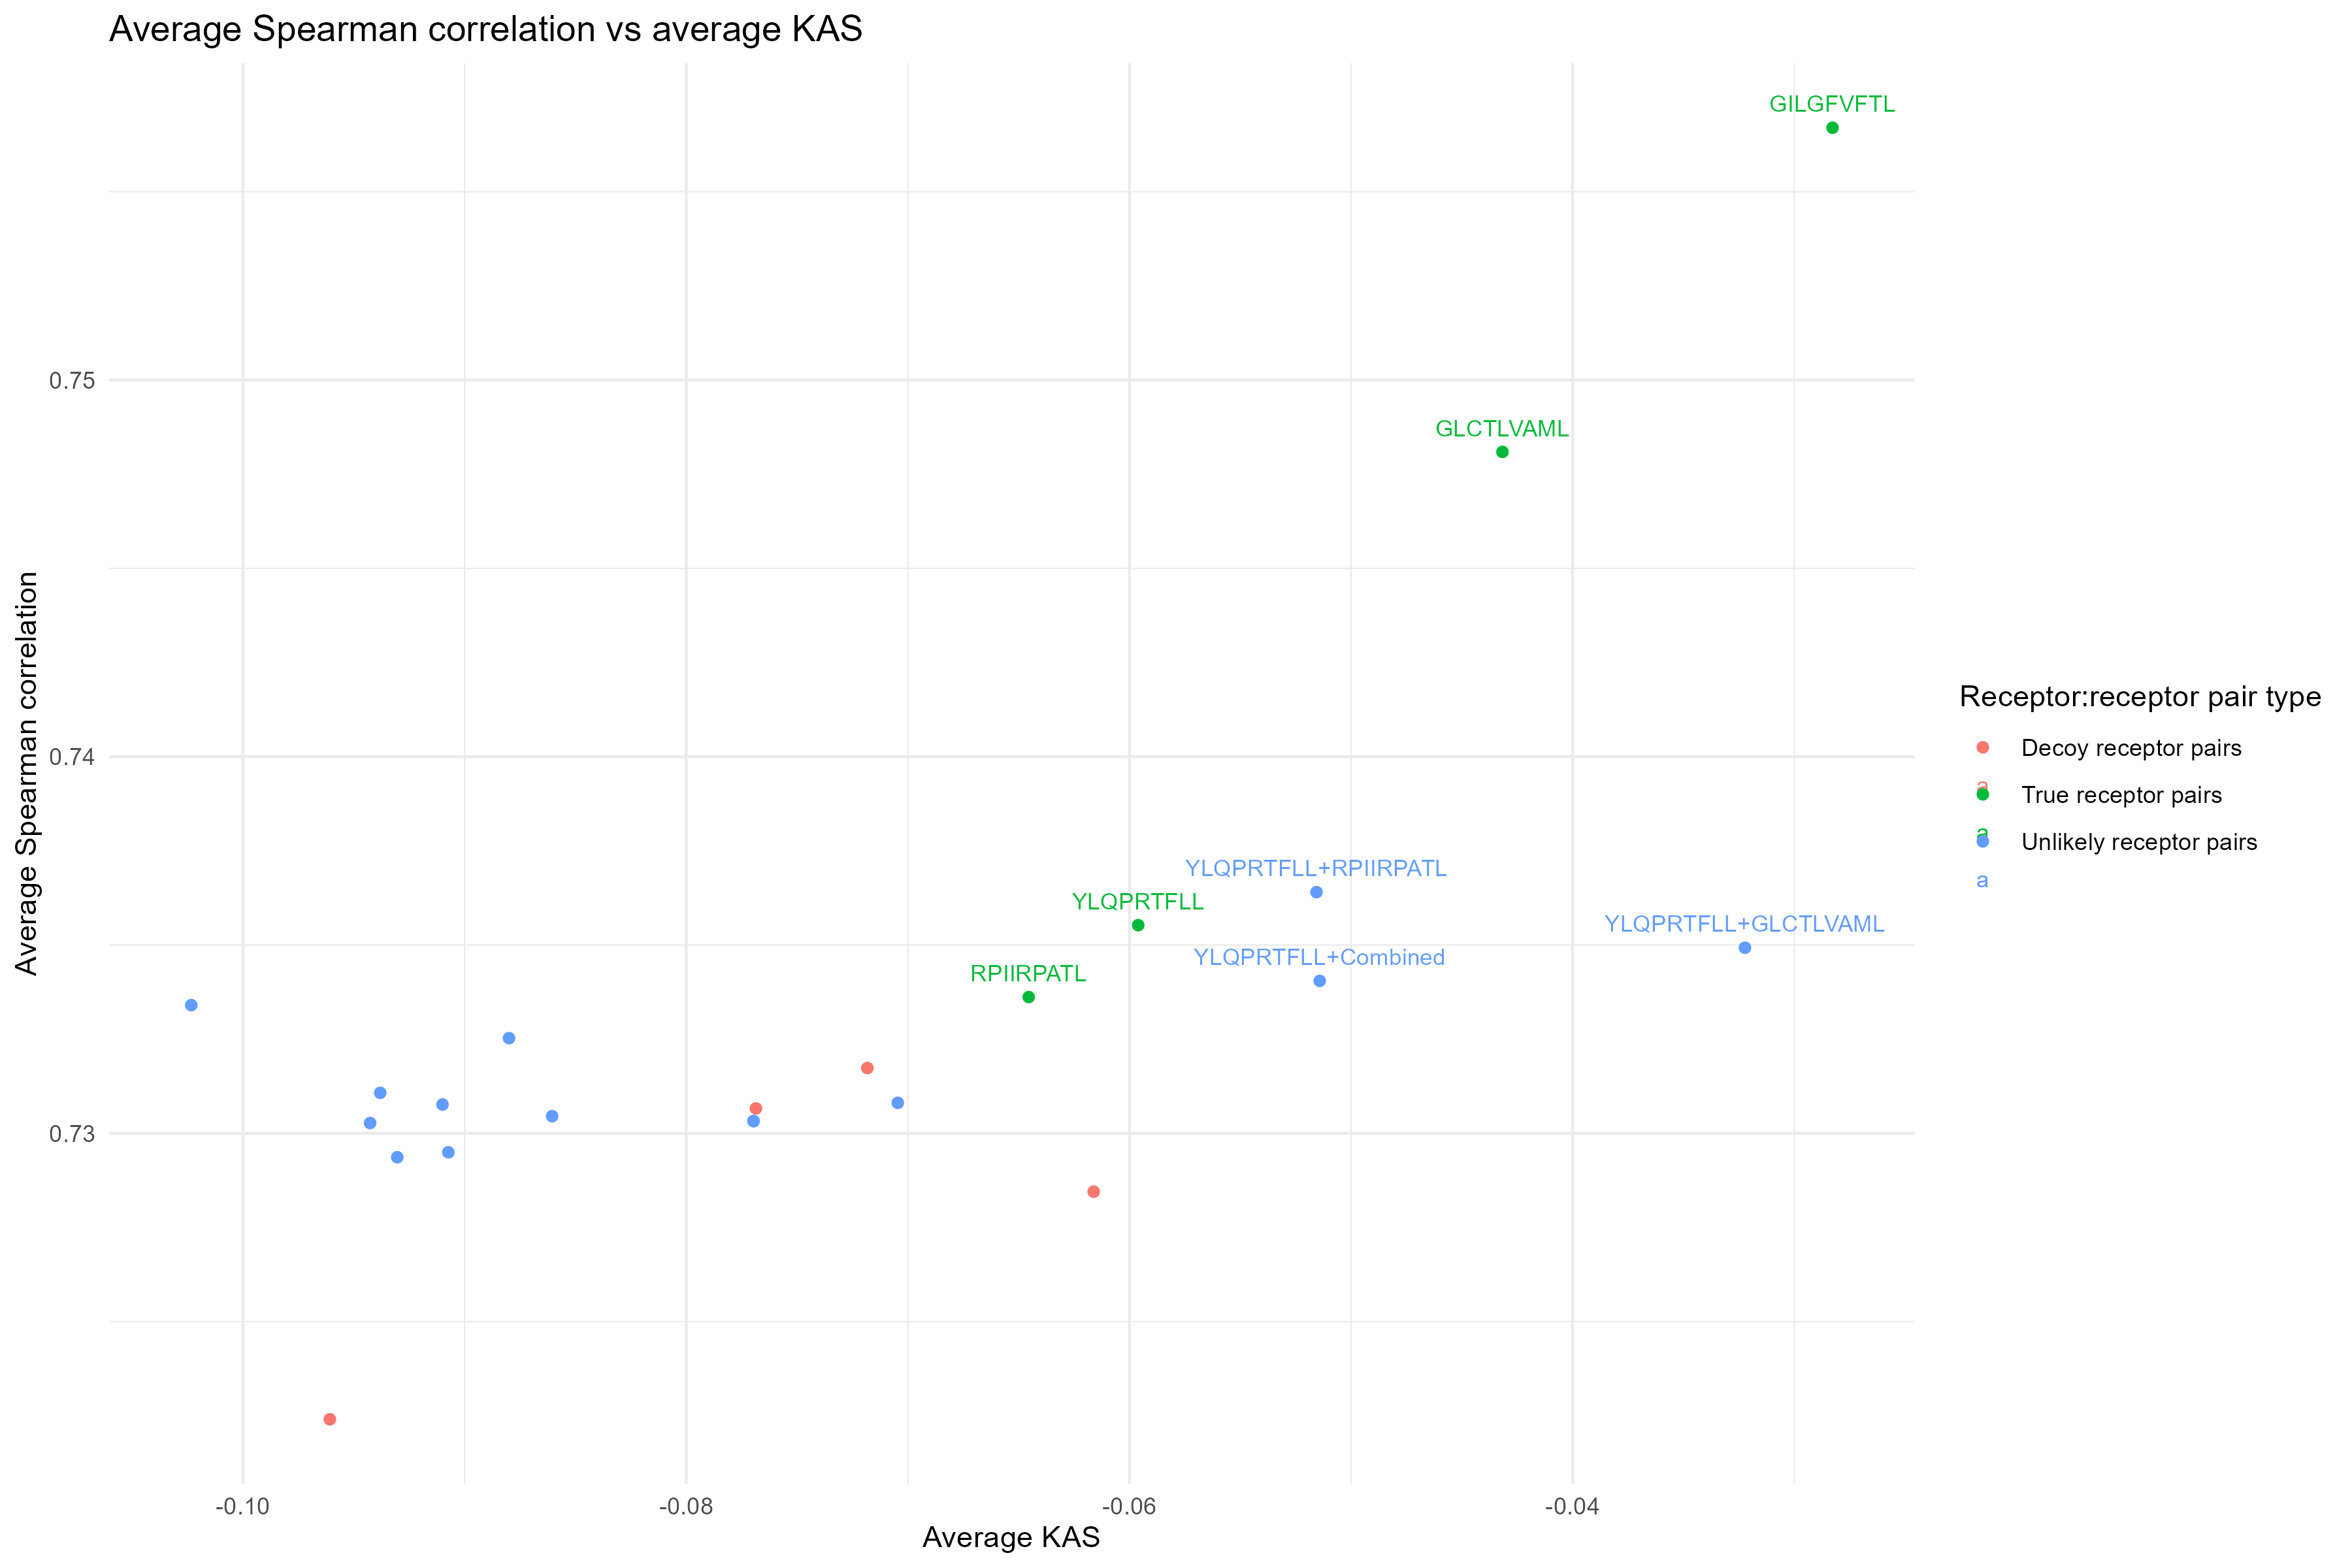 Average Spearman correlation vs average KAS
GILGFVFTL
0.75
GLCTLVAML
Average Spearman correlation
Receptor:receptor pair type
Decoy receptor pairs
a
True receptor pairs
a
Unlikely receptor pairs
a
0.74
YLQPRTFLL+RPIIRPATL
YLQPRTFLL
YLQPRTFLL+GLCTLVAML
YLQPRTFLL+Combined
RPIIRPATL
0.73
-0.10
-0.08
-0.06
-0.04
Average KAS